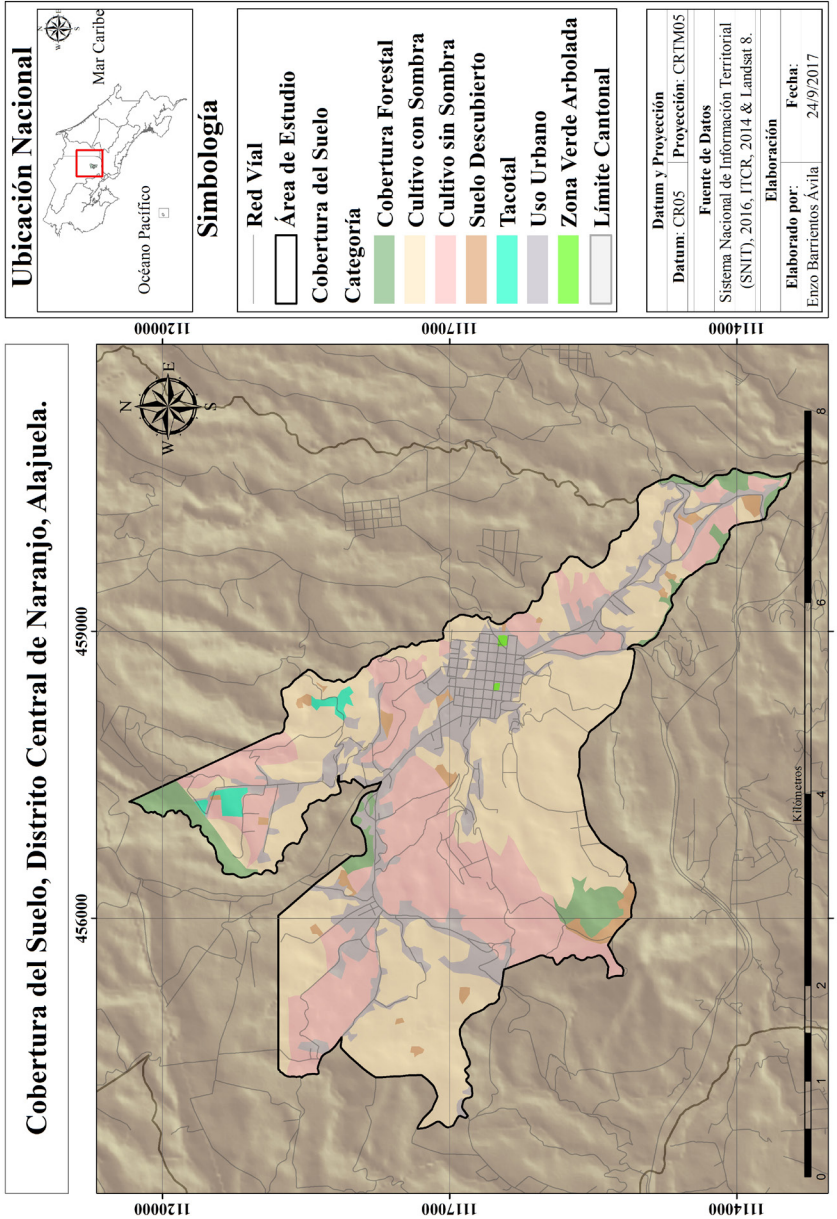 Cobertura del Suelo, Distrito Central de Naranjo, Alajuela.
456000
459000
1120000
1117000
1114000
1120000
1117000
1114000
N
W
E
S
0
1
2
4
6
8
Kilómetros
Ubicación Nacional
N
W
E
S
Mar Caribe
Océano Pacífico
Simbología
Red Víal
Área de Estudio
Cobertura del Suelo
Categoría
Cobertura Forestal
Cultivo con Sombra
Cultivo sin Sombra
Suelo Descubierto
Tacotal
Uso Urbano
Zona Verde Arbolada
Límite Cantonal
Datum y Proyección
Datum: CR05
Proyección: CRTM05
Fuente de Datos
Sistema Nacional de Información Territorial
(SNIT), 2016, ITCR, 2014 & Landsat 8.
Elaboración
Elaborado por:
Fecha:
Enzo Barrientos Ávila
24/9/2017